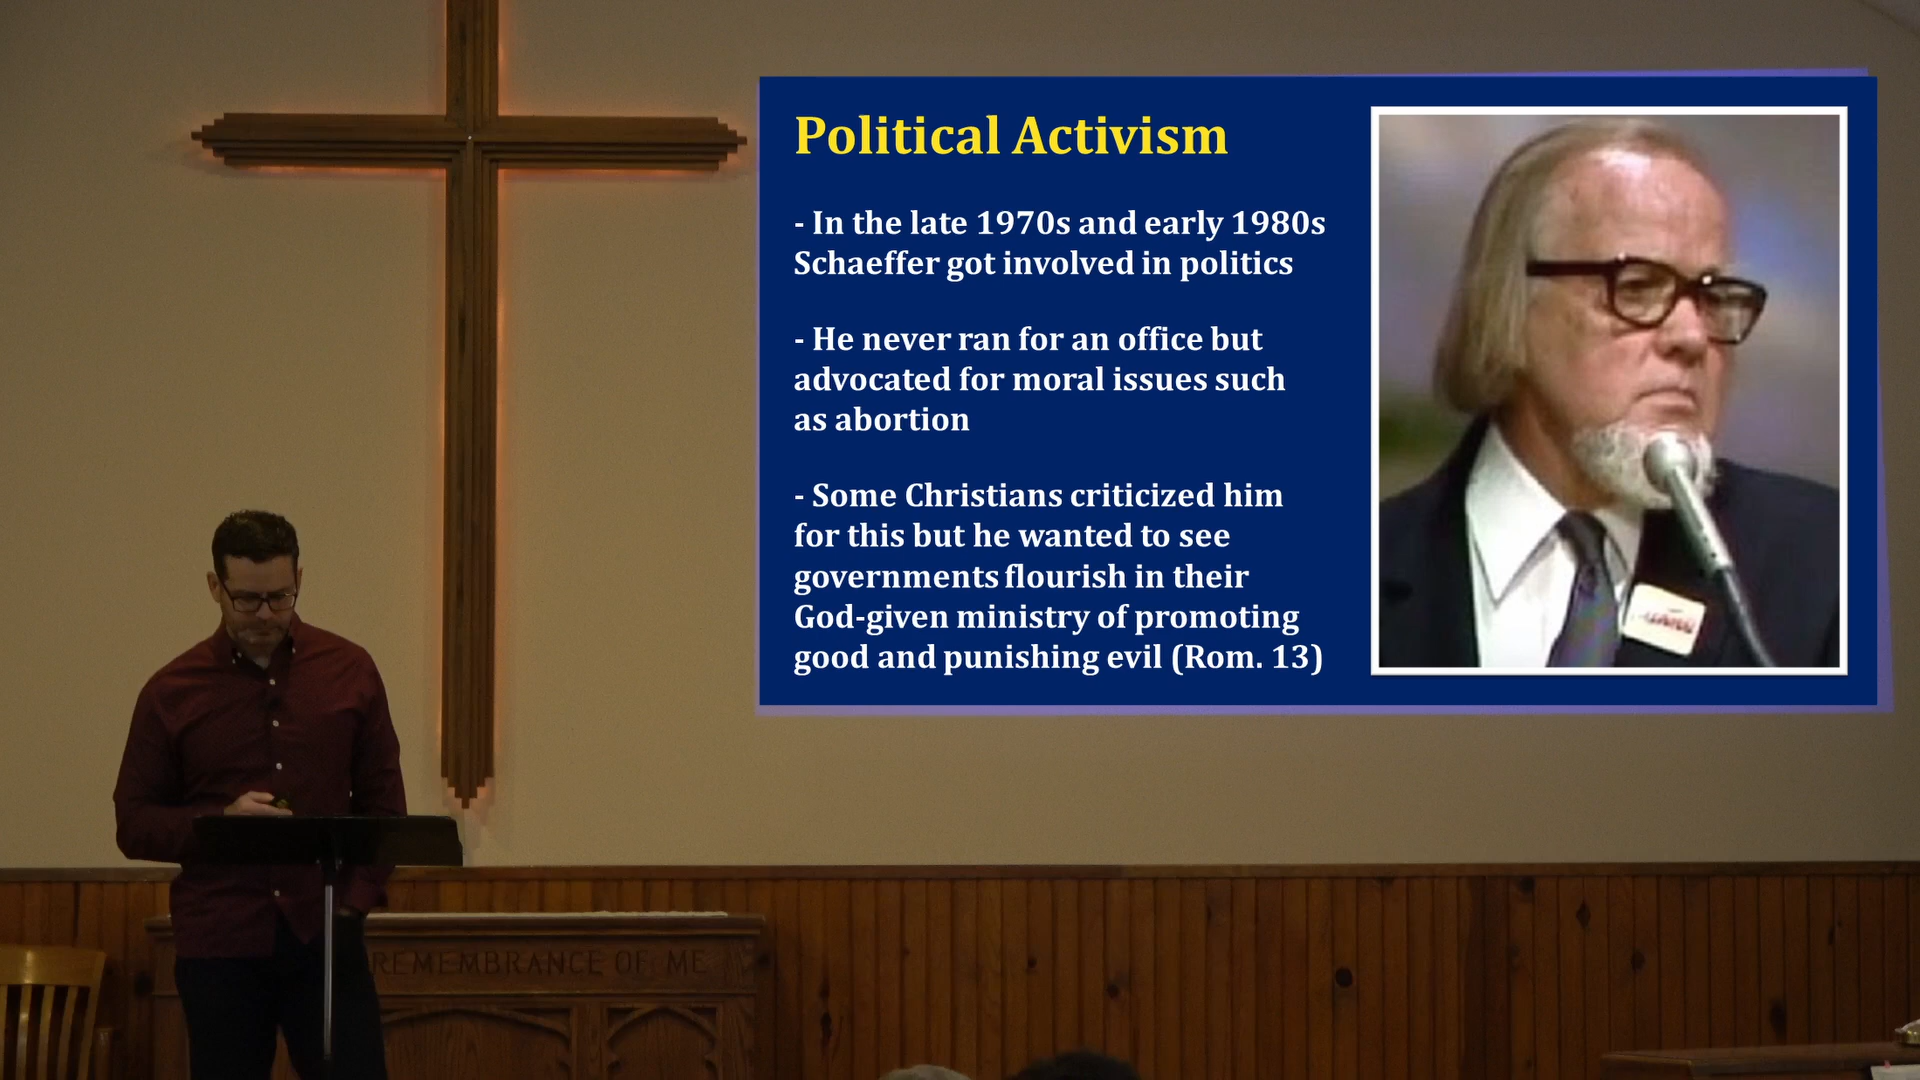 Political Activism
- In the late 1970s and early 1980s
Schaeffer got involved in politics
- He never ran for an office but
advocated for moral issues such
as abortion
- Some Christians criticized him
for this but he wanted to see
governments flourish in their
God-given ministry of promoting
good and punishing evil (Rom. 13)
REMEMBRANCE OF ME